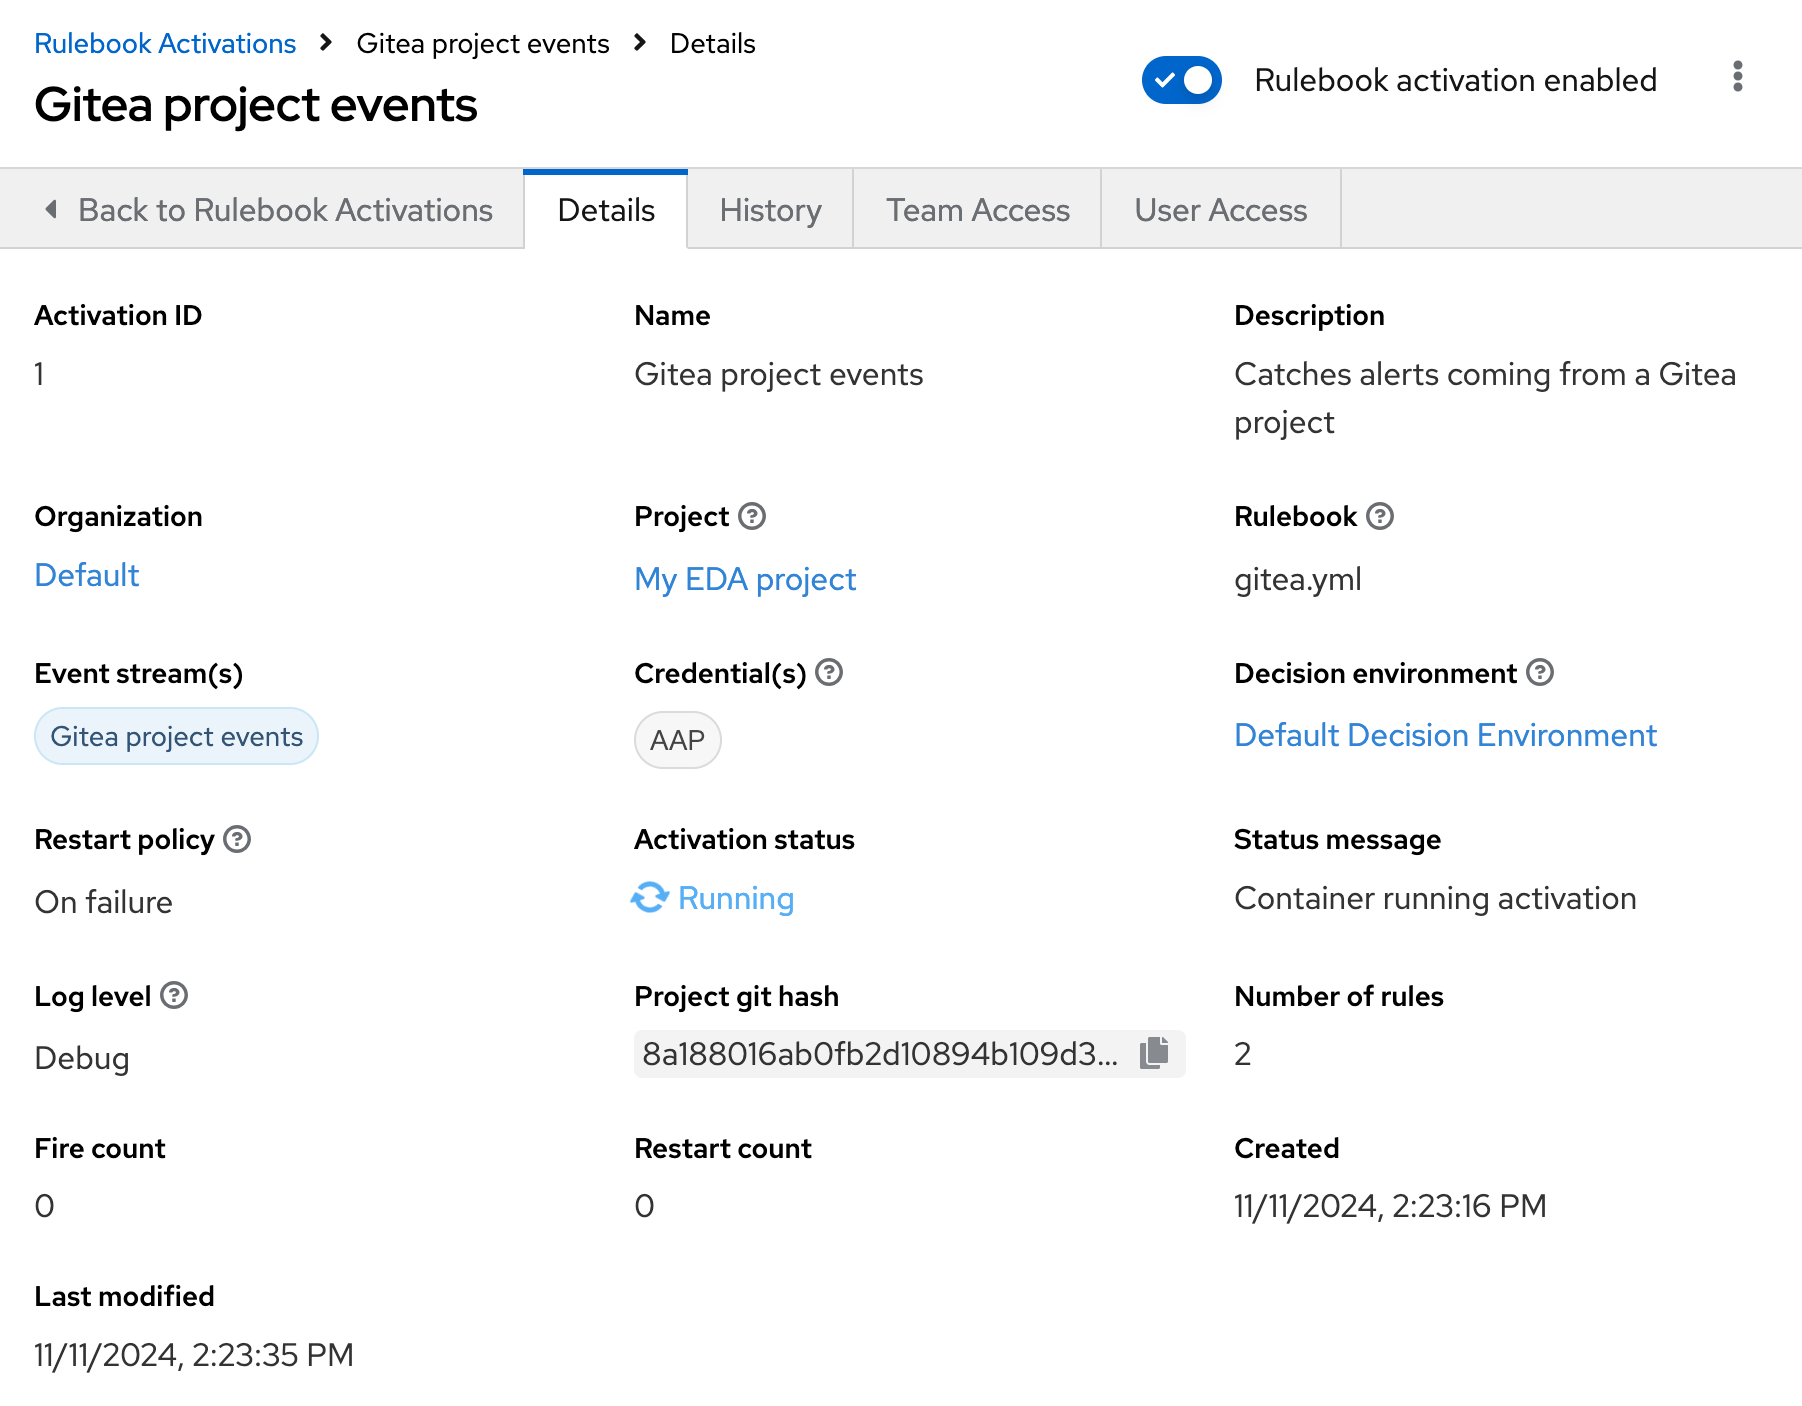 Rulebook Activations > Gitea project events > Details
Gitea project events
Rulebook activation enabled
Back to Rulebook Activations
Details
History
Team Access
User Access
Activation ID
1
Name
Gitea project events
Description
Catches alerts coming from a Gitea
project
Organization
Default
Project
My EDA project
Rulebook
gitea.yml
Event stream(s)
Gitea project events
Credential(s)
AAP
Decision environment
Default Decision Environment
Restart policy
On failure
Activation status
Running
Status message
Container running activation
Log level
Debug
Project git hash
8a188016ab0fb2d10894b109d3...
Number of rules
2
Fire count
0
Restart count
0
Created
11/11/2024, 2:23:16 PM
Last modified
11/11/2024, 2:23:35 PM